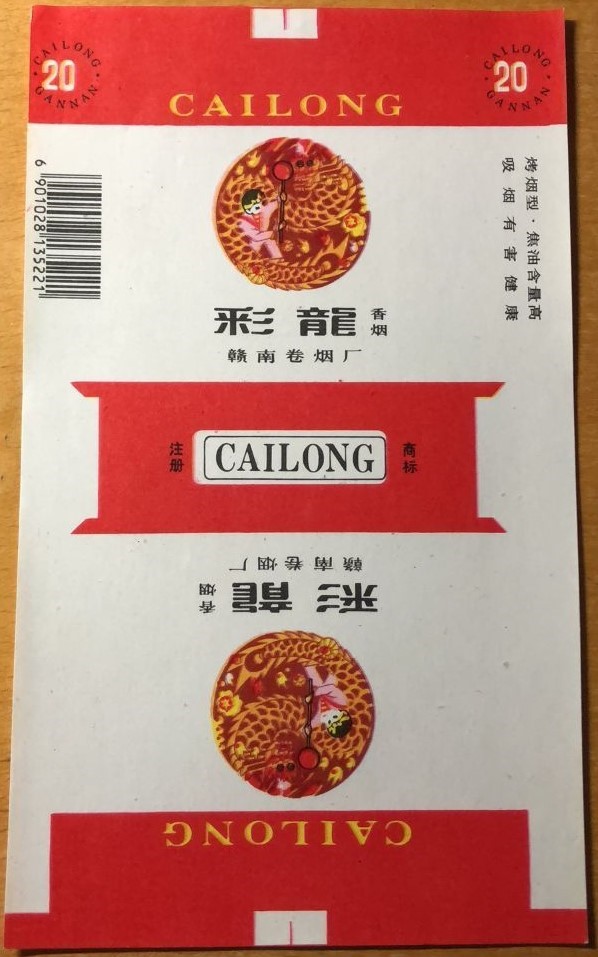 CAILONG
20
GANNAN
CAILONG
CAILONG
20
GANNAN
6 901028 135221
烤烟型·焦油含量高
吸烟有害健康
彩龍 香烟
赣南卷烟厂
注册 CAILONG 商标
赣南卷烟厂
彩龍 香烟
CAILONG